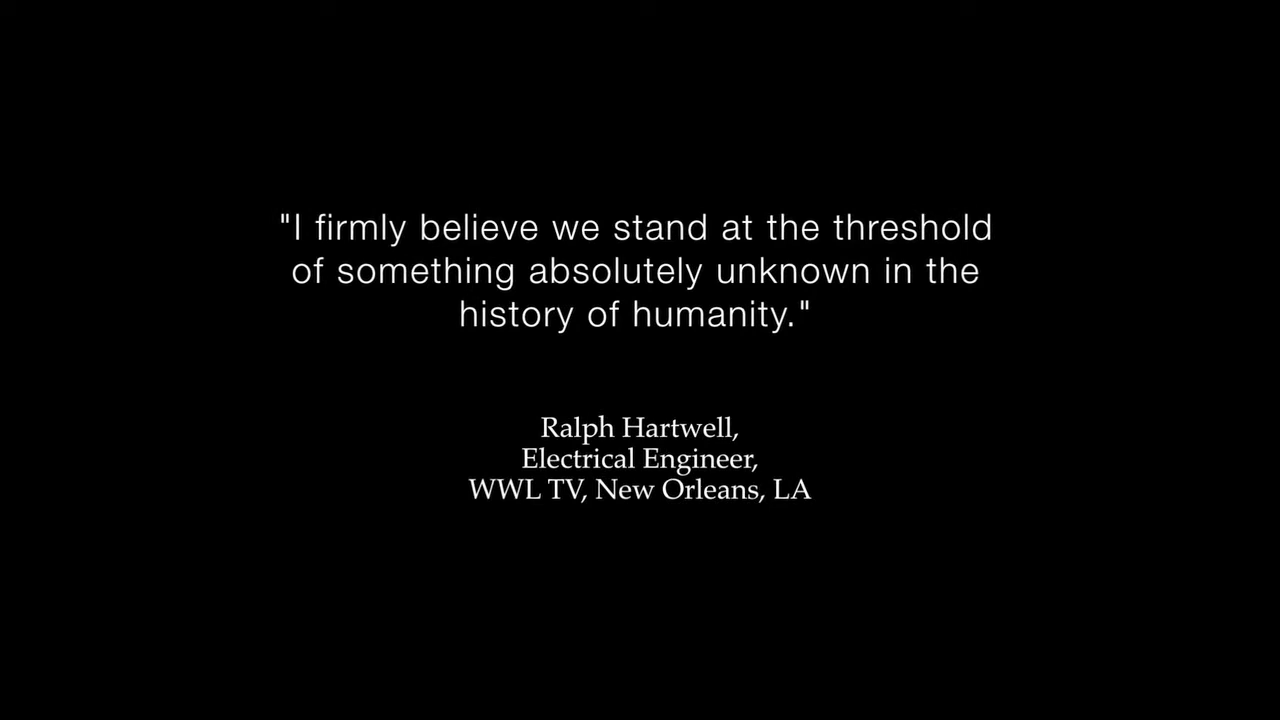 "I firmly believe we stand at the threshold
of something absolutely unknown in the
history of humanity."
Ralph Hartwell,
Electrical Engineer,
WWL TV, New Orleans, LA